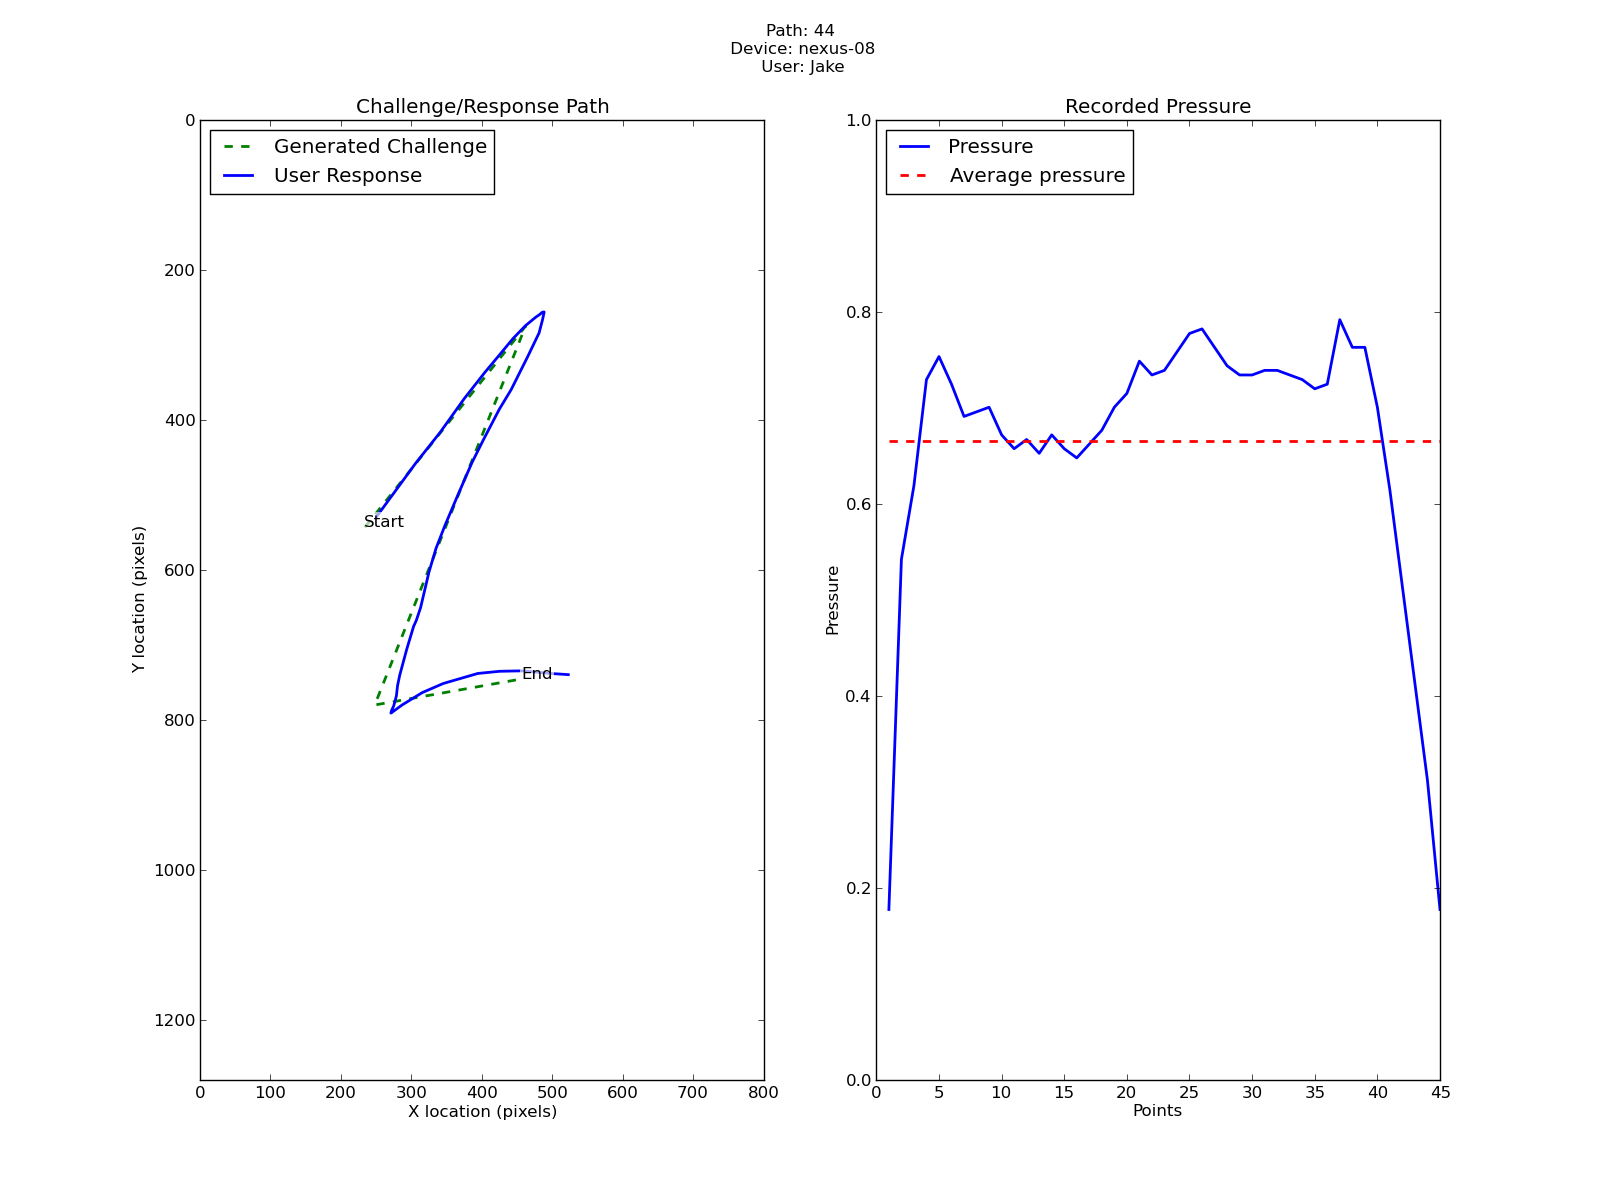 Path: 44
Device: nexus-08
User: Jake
Challenge/Response Path
Generated Challenge
User Response
Start
End
0
200
400
600
800
1000
1200
Y location (pixels)
0 100 200 300 400 500 600 700 800
X location (pixels)
Recorded Pressure
Pressure
Average pressure
1.0
0.8
0.6
0.4
0.2
0.0
Pressure
0 5 10 15 20 25 30 35 40 45
Points